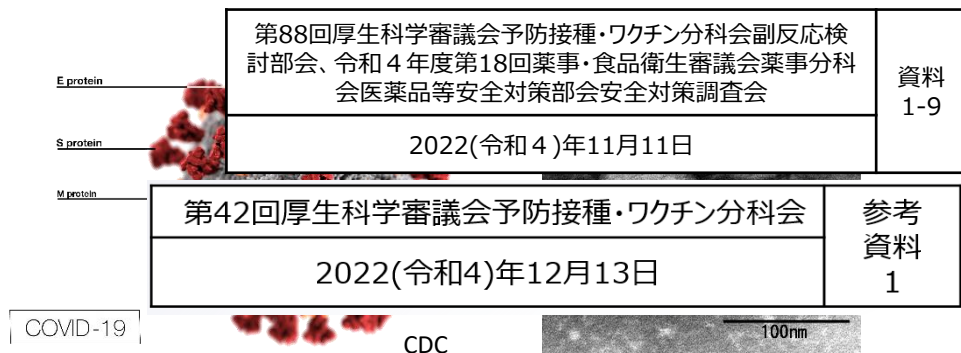 第88回厚生科学審議会予防接種・ワクチン分科会副反応検
討部会、令和４年度第18回薬事・食品衛生審議会薬事分科
会医薬品等安全対策部会安全対策調査会
資料
1-9
2022(令和４)年11月11日
E protein
S protein
M protein
第42回厚生科学審議会予防接種・ワクチン分科会
参考
資料
1
2022(令和4)年12月13日
COVID-19
CDC
100nm